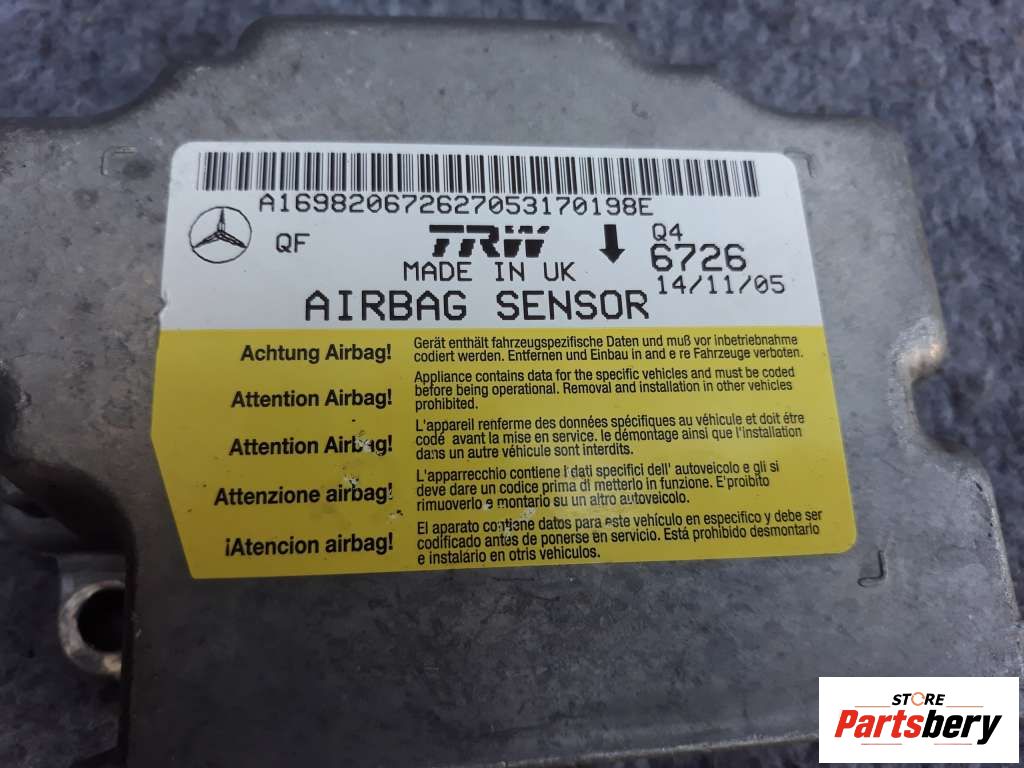 A1698206726270531​70198E
QF
TRW
Q4
6726
MADE IN UK
14/11/05
AIRBAG SENSOR
Achtung Airbag!
Gerät enthält fahrzeugspezifische Daten und muß vor inbetriebnahme
codiert werden. Entfernen und Einbau in and e re Fahrzeuge verboten.
Attention Airbag!
Appliance contains data for the specific vehicles and must be coded
before being operational. Removal and installation in other vehicles
prohibited.
Attention Airbag!
L'appareil renferme des données spécifiques au véhicule et doit étre
codé avant la mise en service. le démontage ainsi que l'installation
dans un autre véhicule sont interdits.
Attenzione airbag!
L'apparrecchio contiene I dati specifici dell' autoveicolo e gli si
deve dare un codice prima di metterlo in funzione. E'proibito
rimuoverlo e montario su un altro autoveicolo.
¡Atencion airbag!
El aparato contiene datos para este vehículo en especifico y debe ser
codificado antes de ponerse en servicio. Está prohibido desmontario
e instalário en otris vehiculos.
STORE
Partsbery